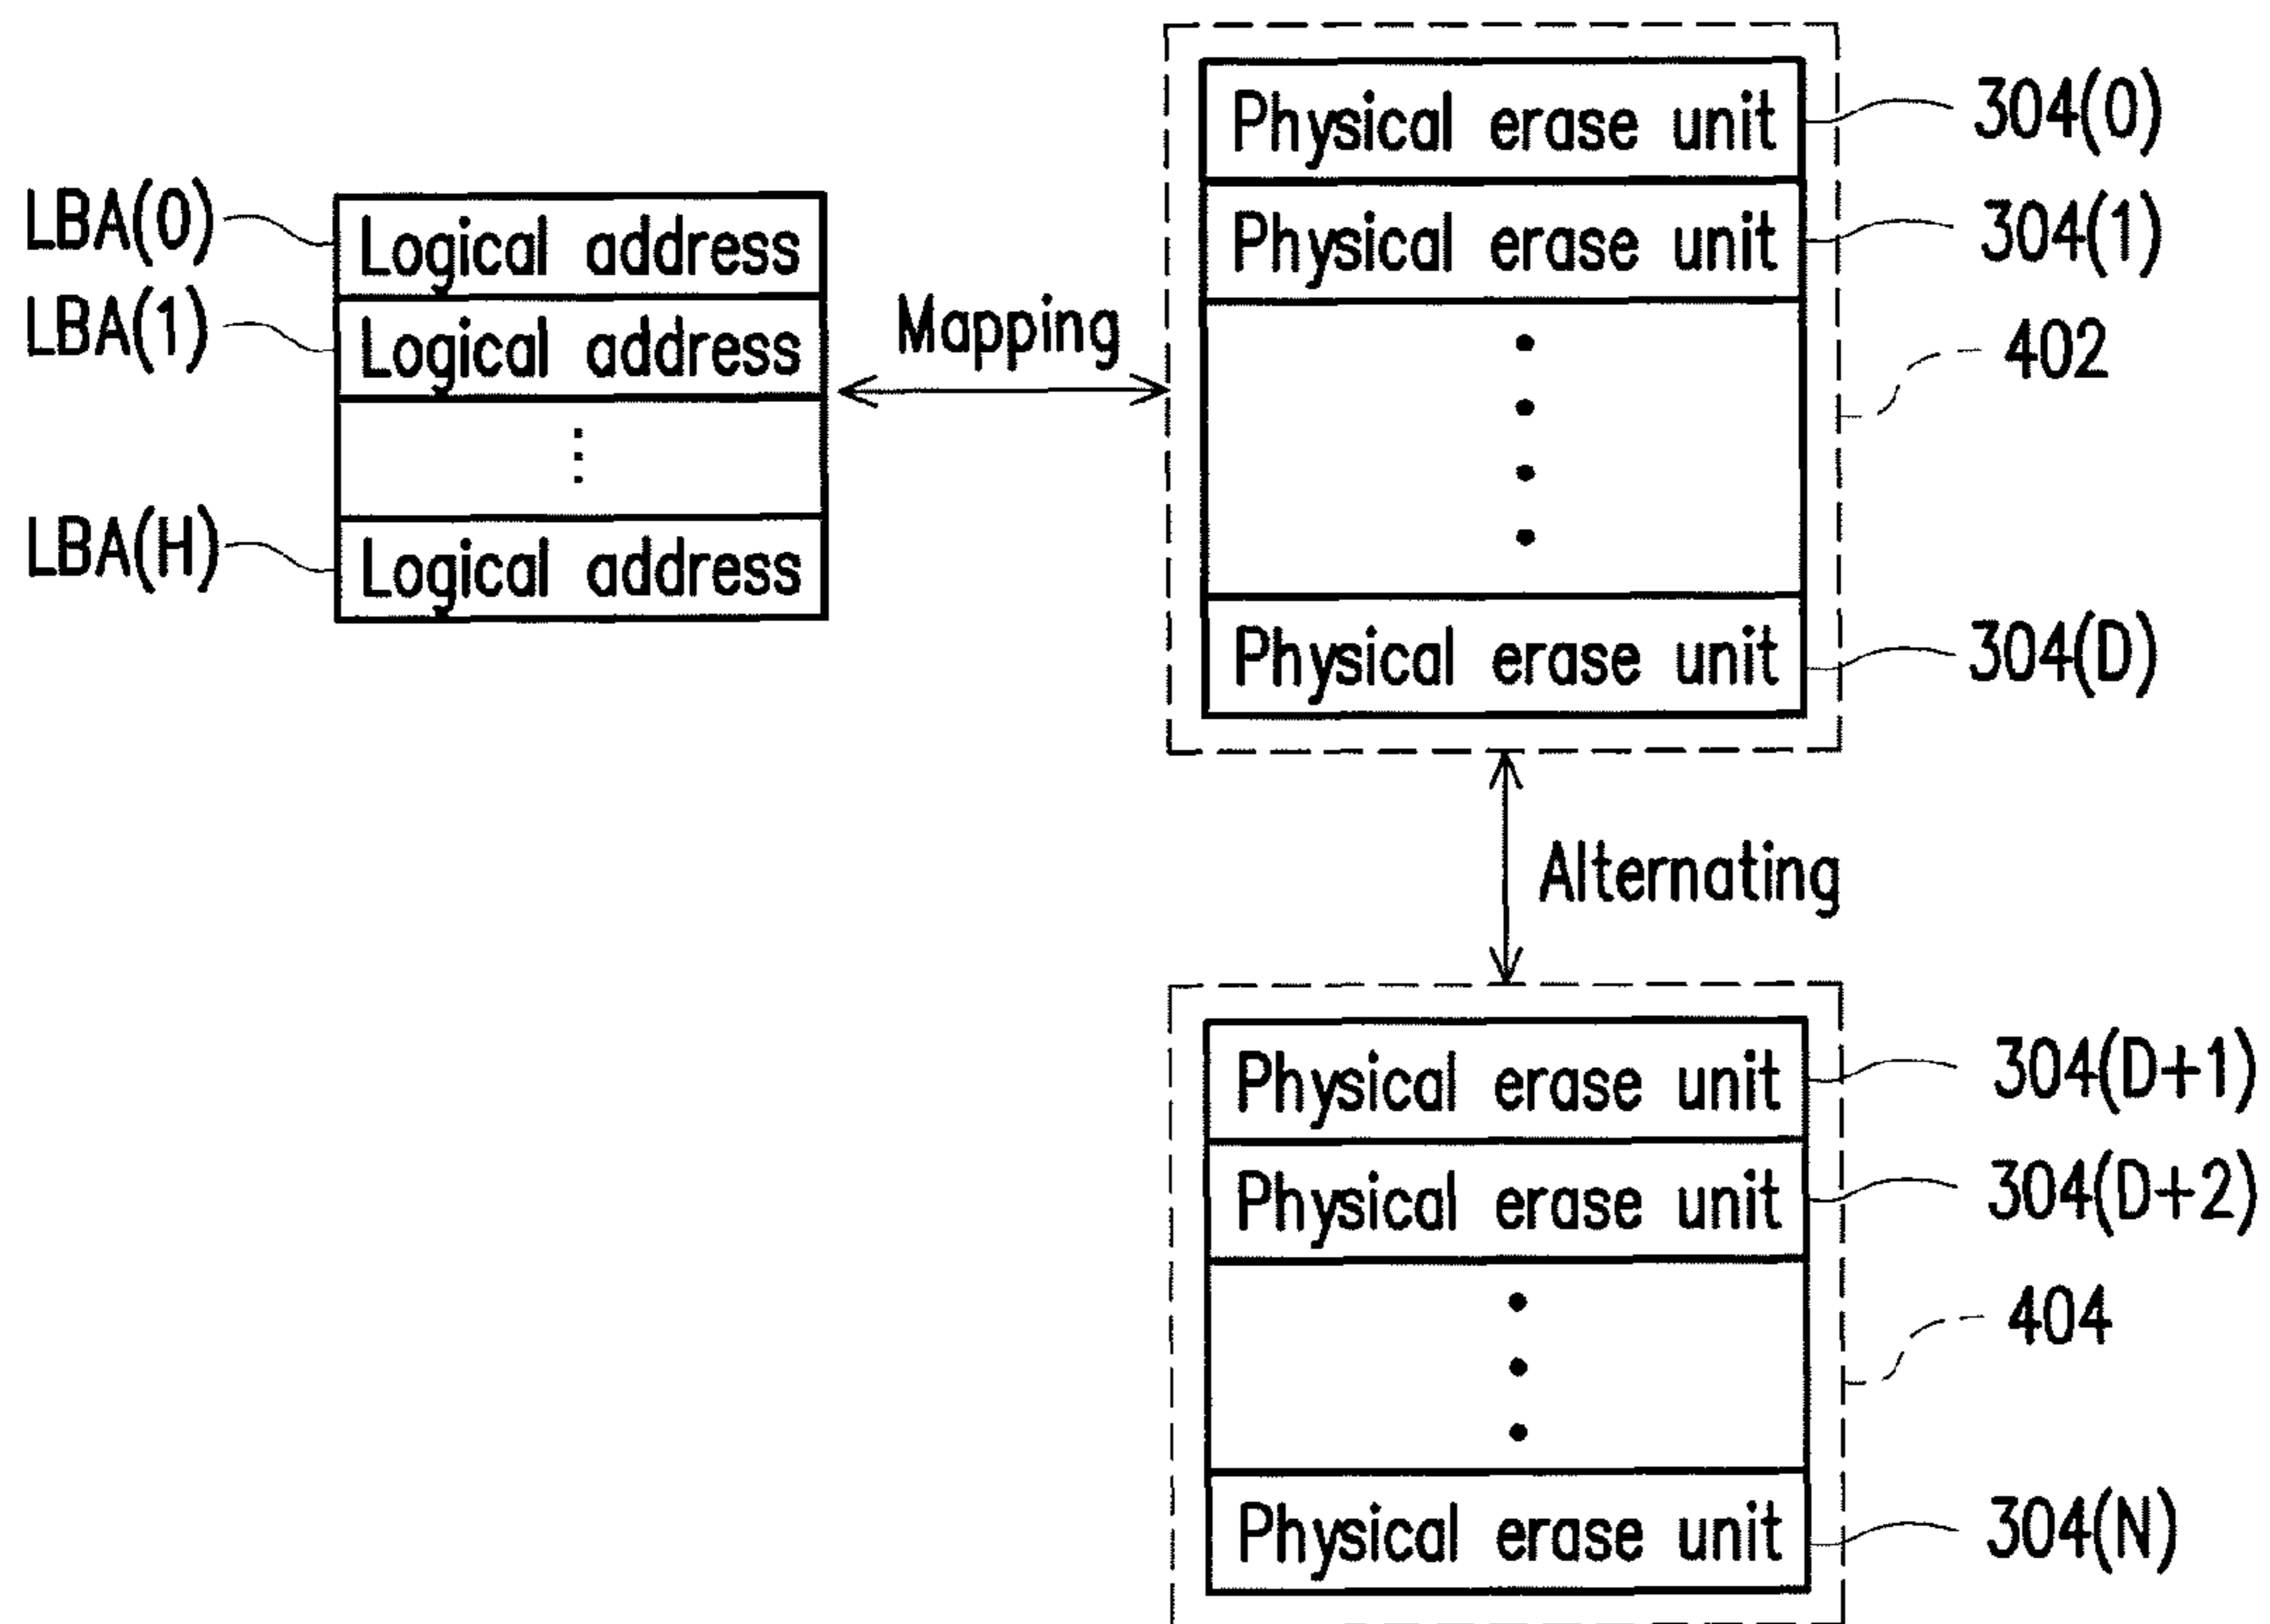 LBA(0)
Logical address
LBA(1)
Logical address
LBA(H)
Logical address
Mapping
Physical erase unit
304(0)
Physical erase unit
304(1)
402
Physical erase unit
304(D)
Alternating
Physical erase unit
304(D+1)
Physical erase unit
304(D+2)
404
Physical erase unit
304(N)